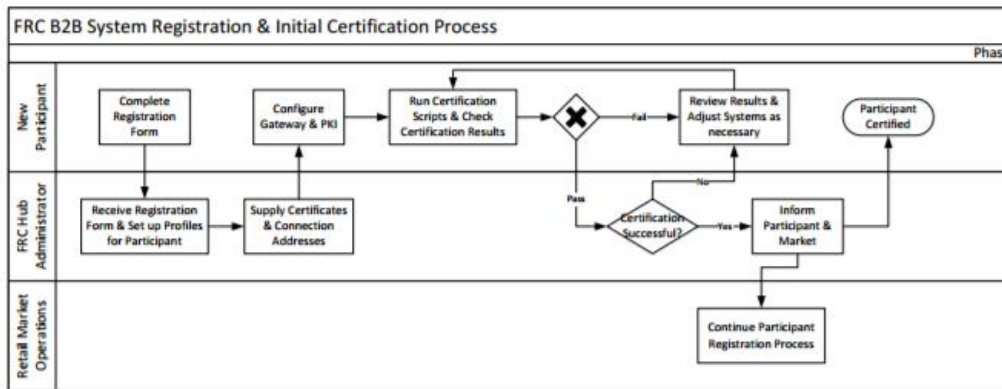 FRC B2B System Registration & Initial Certification Process
Phas
New
Participant
Complete
Registration
Form
Configure
Gateway & PKI
Run Certification
Scripts & Check
Certification Results
Fail
Review Results &
Adjust Systems as
necessary
Participant
Certified
Pass
No
FRC Hub
Administrator
Receive Registration
Form & Set up Profiles
for Participant
Supply Certificates
& Connection
Addresses
Certification
Successful?
Yes
Inform
Participant &
Market
Retail Market
Operations
Continue Participant
Registration Process